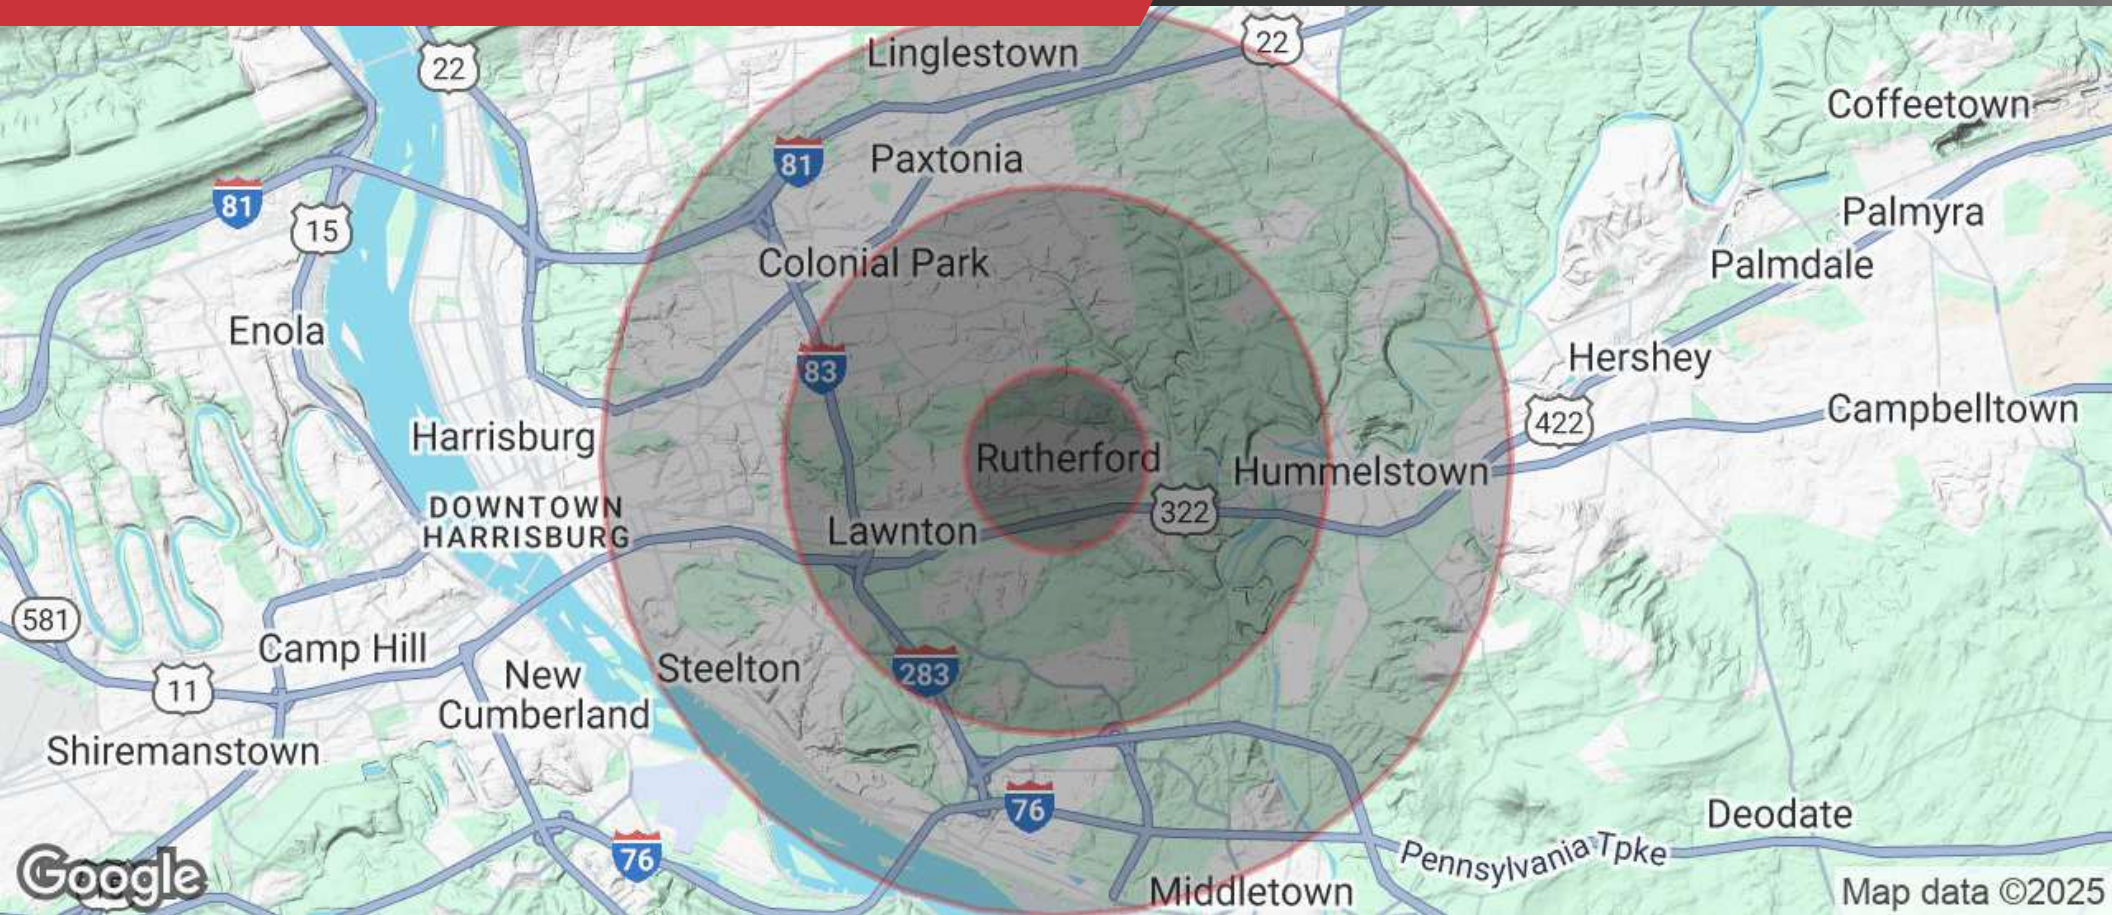 22
Linglestown
22
Coffeetown
81
Paxtonia
81
15
Palmyra
Colonial Park
Palmdale
Enola
83
Hershey
422
Campbelltown
Harrisburg
Rutherford
Hummelstown
DOWNTOWN
HARRISBURG
322
Lawnton
581
Camp Hill
Steelton
283
11
New
Cumberland
Shiremanstown
76
Deodate
76
Pennsylvania Tpke
Google
Middletown
Map data ©2025